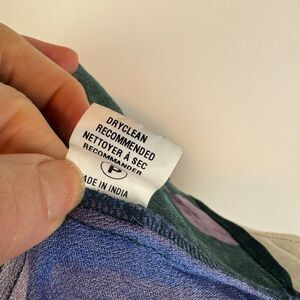 DRYCLEAN
RECOMMENDED
NETTOYER À SEC
RECOMMANDER
P
ADE IN INDIA